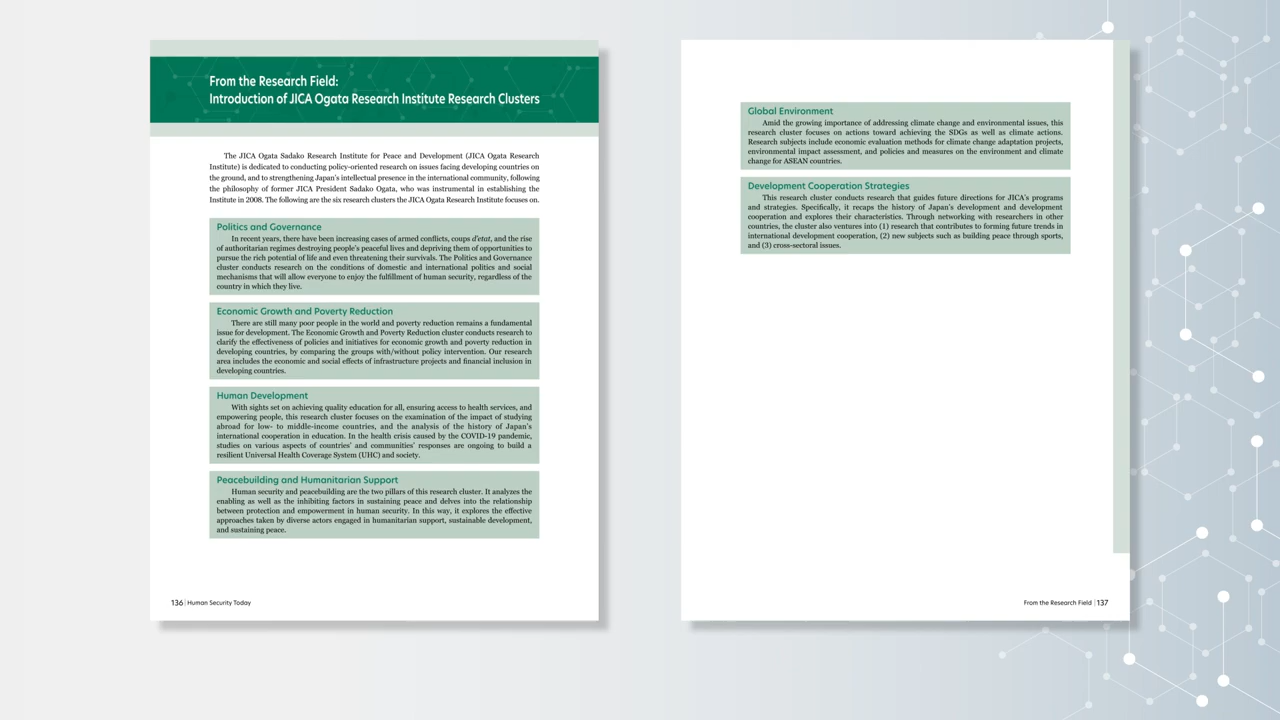 From the Research Field:
Introduction of JICA Ogata Research Institute Research Clusters
The JICA Ogata Sadako Research Institute for Peace and Development (JICA Ogata Research
Institute) is dedicated to conducting policy-oriented research on issues facing developing countries on
the ground, and to strengthening Japan's intellectual presence in the international community, following
the philosophy of former JICA President Sadako Ogata, who was instrumental in establishing the
Institute in 2008. The following are the six research clusters the JICA Ogata Research Institute focuses on.
Politics and Governance
In recent years, there have been increasing cases of armed conflicts, coups d'état, and the rise
of authoritarian regimes destroying people's peaceful lives and depriving them of opportunities to
pursue the rich potential of life and even threatening their survivals. The Politics and Governance
cluster conducts research on the conditions of domestic and international politics and social
mechanisms that will allow everyone to enjoy the fulfillment of human security, regardless of the
country in which they live.
Economic Growth and Poverty Reduction
There are still many poor people in the world and poverty reduction remains a fundamental
issue for development. The Economic Growth and Poverty Reduction cluster conducts research to
clarify the effectiveness of policies and initiatives for economic growth and poverty reduction in
developing countries, by comparing the groups with/without policy intervention. Our research
area includes the economic and social effects of infrastructure projects and financial inclusion in
developing countries.
Human Development
With sights set on achieving quality education for all, ensuring access to health services, and
empowering people, this research cluster focuses on the examination of the impact of studying
abroad for low- to middle-income countries, and the analysis of the history of Japan's
international cooperation in education. In the health crisis caused by the COVID-19 pandemic,
studies on various aspects of countries' and communities' responses are ongoing to build a
resilient Universal Health Coverage System (UHC) and society.
Peacebuilding and Humanitarian Support
Human security and peacebuilding are the two pillars of this research cluster. It analyzes the
enabling as well as the inhibiting factors in sustaining peace and delves into the relationship
between protection and empowerment in human security. In this way, it explores the effective
approaches taken by diverse actors engaged in humanitarian support, sustainable development,
and sustaining peace.
136 | Human Security Today
Global Environment
Amid the growing importance of addressing climate change and environmental issues, this
research cluster focuses on actions toward achieving the SDGs as well as climate actions.
Research subjects include economic evaluation methods for climate change adaptation projects,
environmental impact assessment, and policies and measures on the environment and climate
change for ASEAN countries.
Development Cooperation Strategies
This research cluster conducts research that guides future directions for JICA's programs
and strategies. Specifically, it recaps the history of Japan's development and development
cooperation and explores their characteristics. Through networking with researchers in other
countries, the cluster also ventures into (1) research that contributes to forming future trends in
international development cooperation, (2) new subjects such as building peace through sports,
and (3) cross-sectoral issues.
From the Research Field | 137